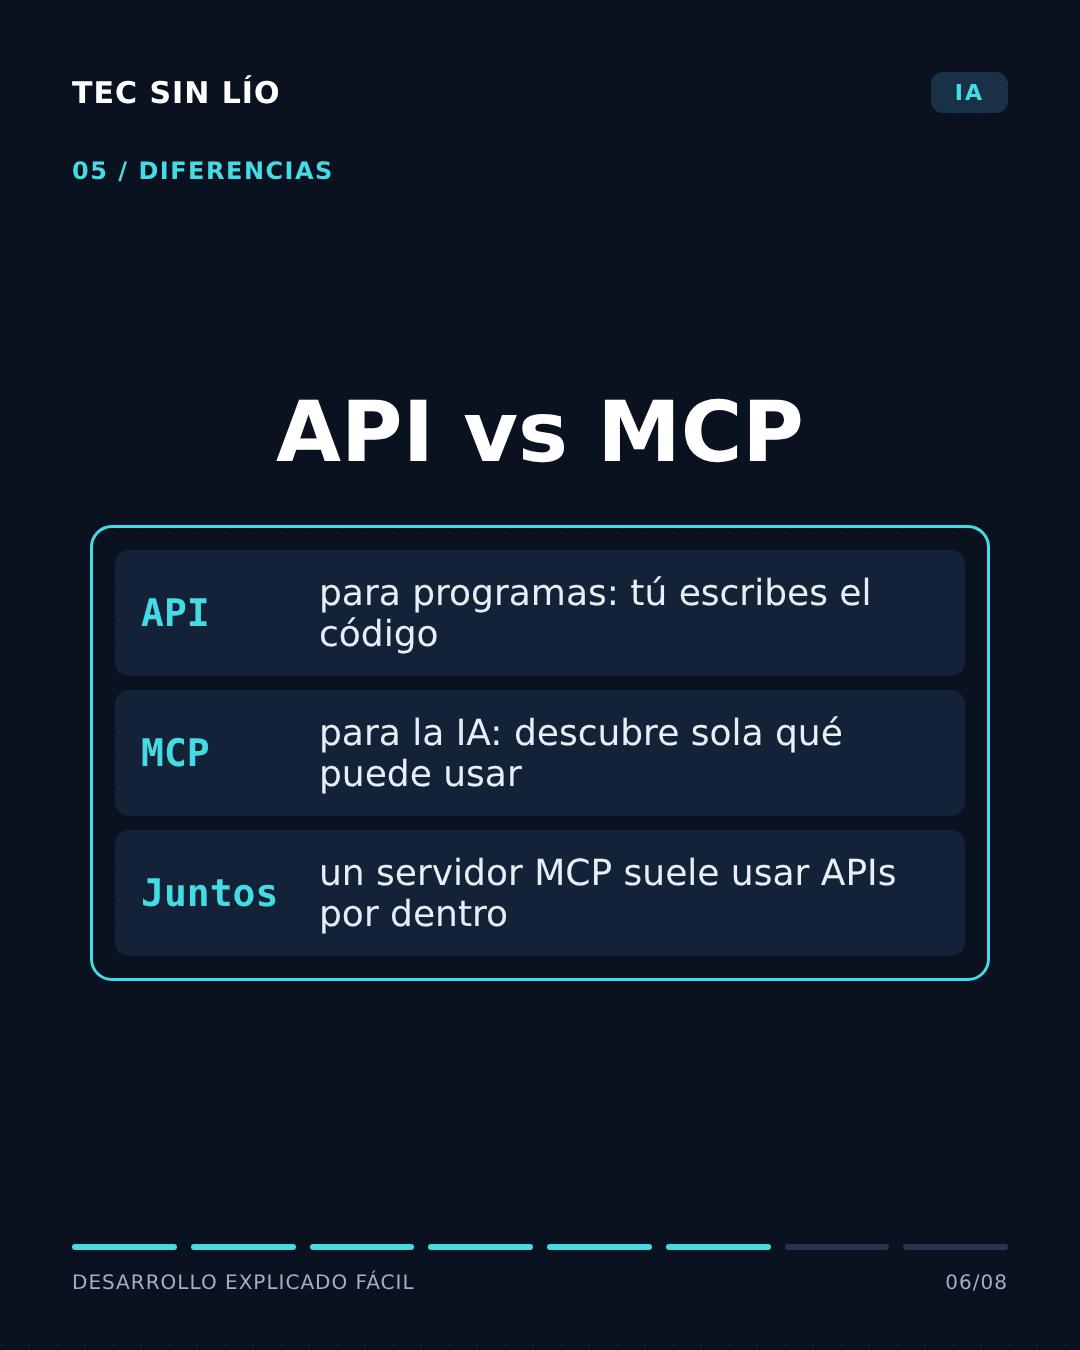 TEC SIN LÍO
IA
05 / DIFERENCIAS
API vs MCP
API
para programas: tú escribes el
código
MCP
para la IA: descubre sola qué
puede usar
Juntos
un servidor MCP suele usar APIs
por dentro
DESARROLLO EXPLICADO FÁCIL
06/08